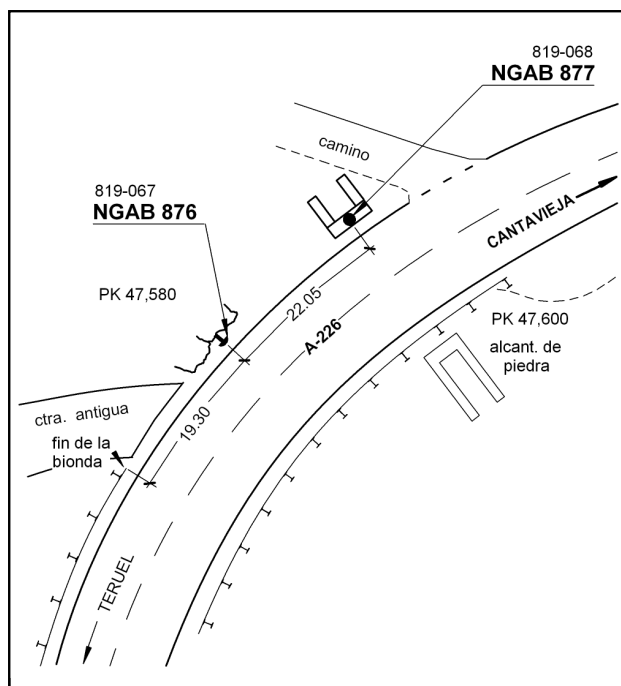 819-068
NGAB 877
camino
819-067
NGAB 876
CANTAVIEJA
PK 47,580
22.05
A-226
PK 47,600
alcant. de
piedra
ctra. antigua
19.30
fin de la
bionda
TERUEL